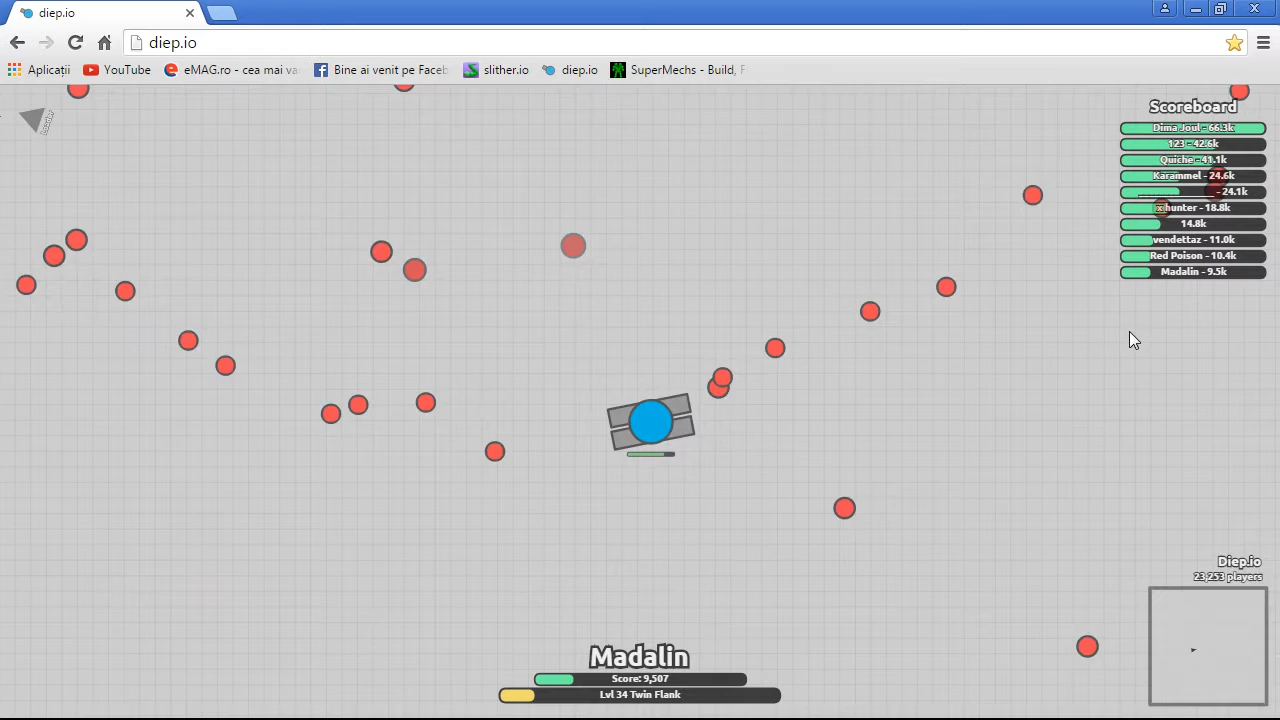 diep.io
diep.io
Aplicații
YouTube
eMAG.ro - cea mai va
Bine ai venit pe Faceb
slither.io
diep.io
SuperMechs - Build, F
Scoreboard
Dima Joul - 66.3k
123 - 42.6k
Quiche - 41.1k
Karammel - 24.6k
- 24.1k
hunter - 18.8k
14.8k
vendettaz - 11.0k
Red Poison - 10.4k
Madalin - 9.5k
Diep.io
23,253 players
Madalin
Score: 9,507
Lvl 34 Twin Flank